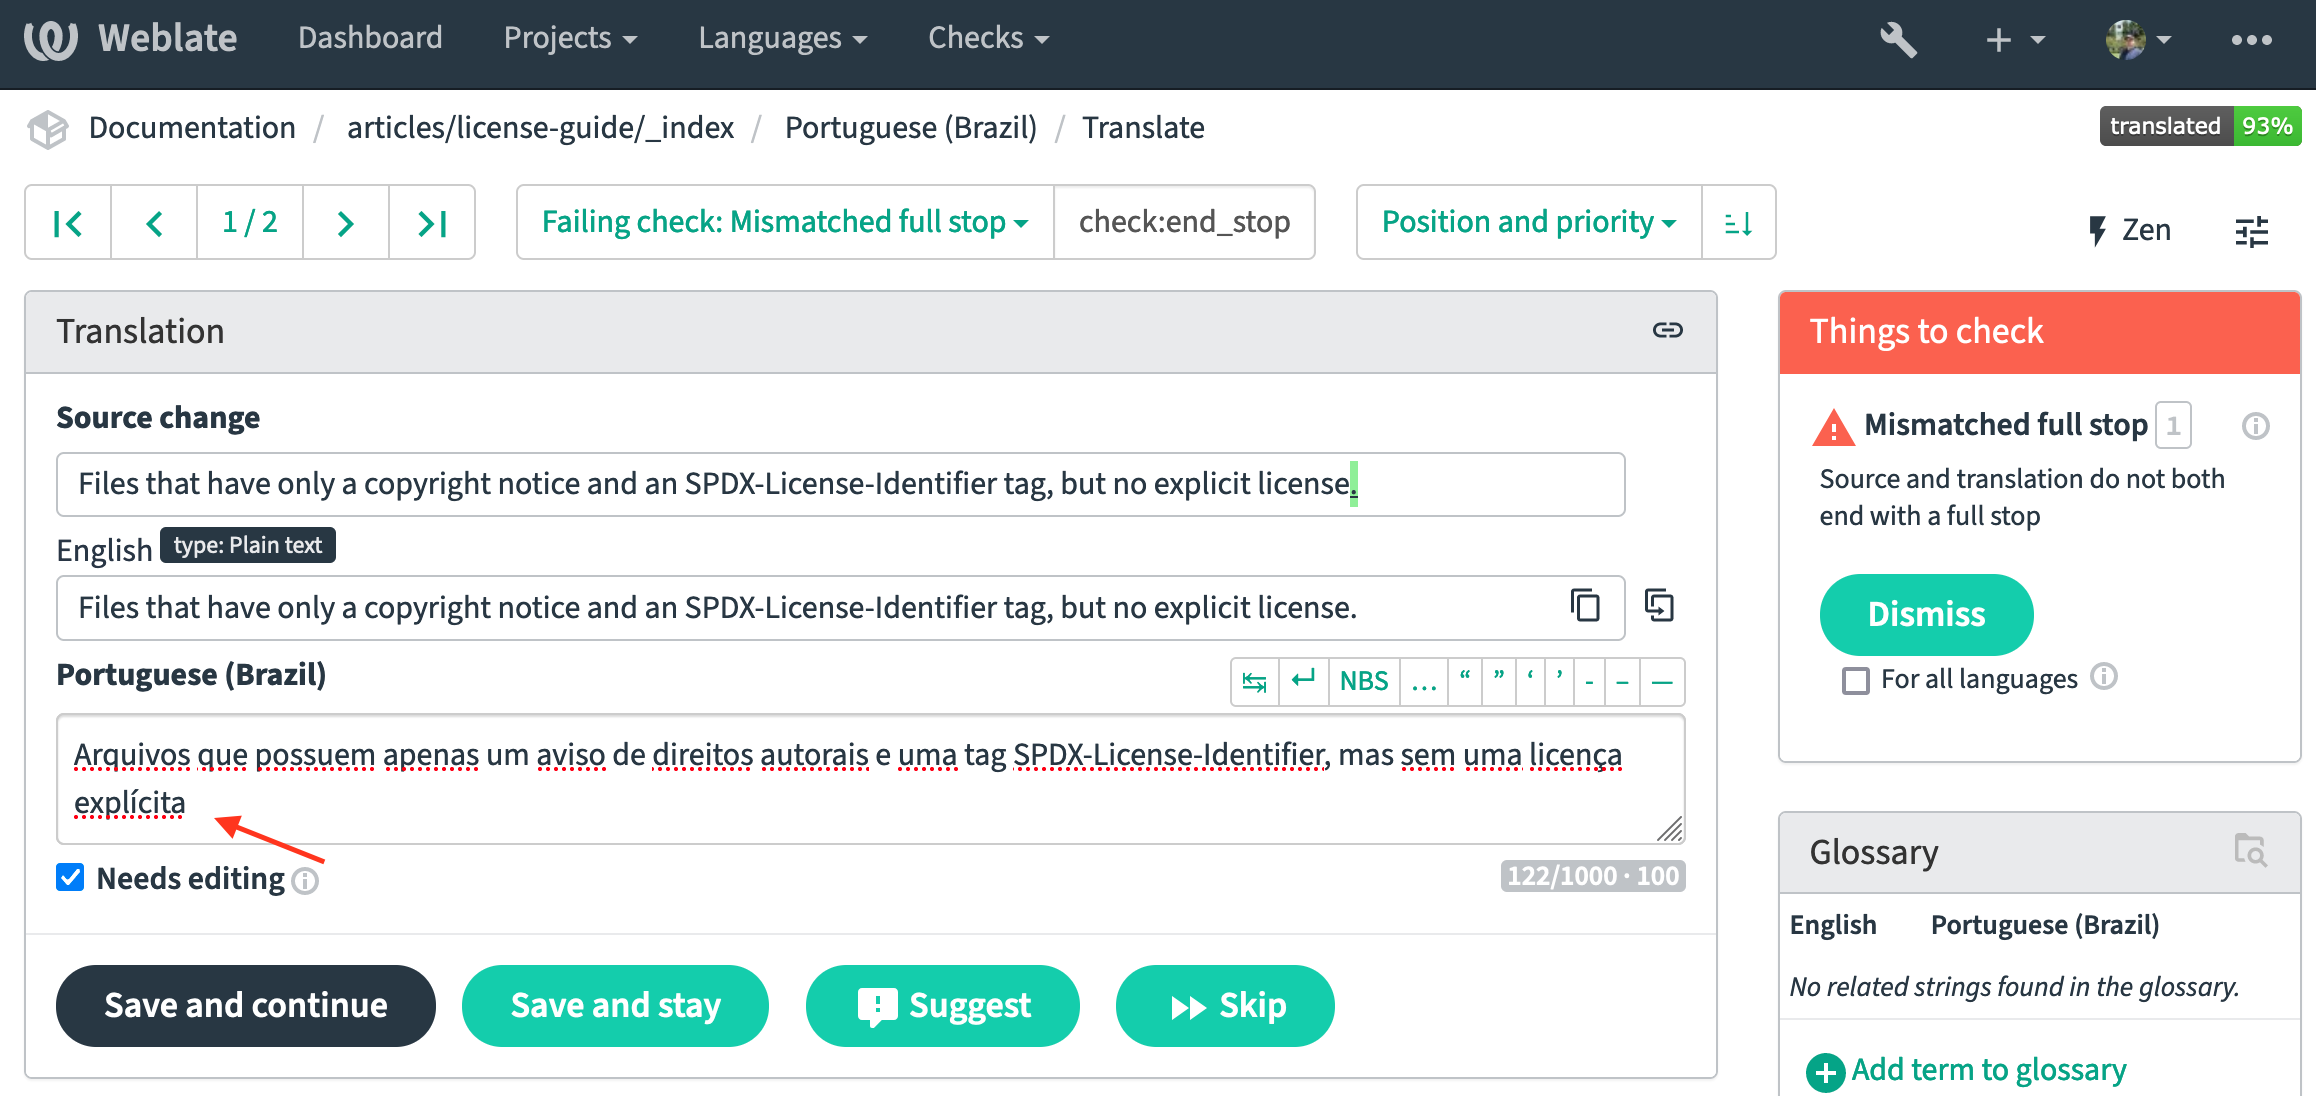 Weblate Dashboard Projects Languages Checks
Documentation / articles/license-guide/_index / Portuguese (Brazil) / Translate translated 93%
1 / 2 Failing check: Mismatched full stop check:end_stop Position and priority Zen
Translation
Source change
Files that have only a copyright notice and an SPDX-License-Identifier tag, but no explicit license.
English type: Plain text
Files that have only a copyright notice and an SPDX-License-Identifier tag, but no explicit license.
Portuguese (Brazil) NBS … “ ” ‘ ’ - – —
Arquivos que possuem apenas um aviso de direitos autorais e uma tag SPDX-License-Identifier, mas sem uma licença
explícita
Needs editing 122/1000 · 100
Save and continue Save and stay Suggest Skip
Things to check
Mismatched full stop 1
Source and translation do not both
end with a full stop
Dismiss
For all languages
Glossary
English Portuguese (Brazil)
No related strings found in the glossary.
Add term to glossary